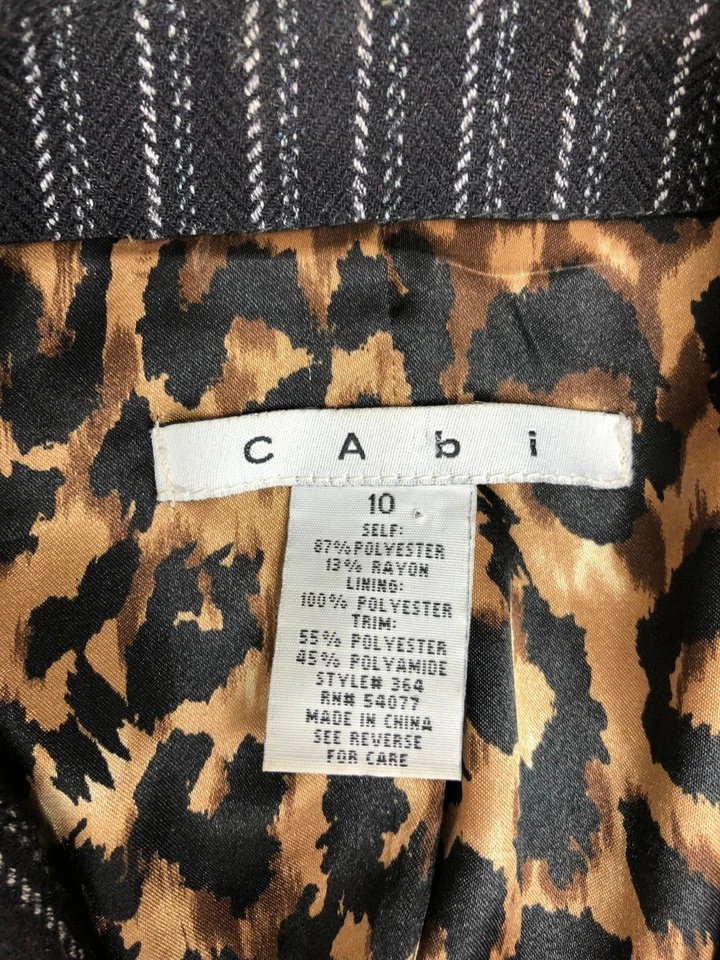 CAbi
10
SELF:
87%POLYESTER
13% RAYON
LINING:
100% POLYESTER
TRIM:
55% POLYESTER
45% POLYAMIDE
STYLE# 364
RN# 54077
MADE IN CHINA
SEE REVERSE
FOR CARE